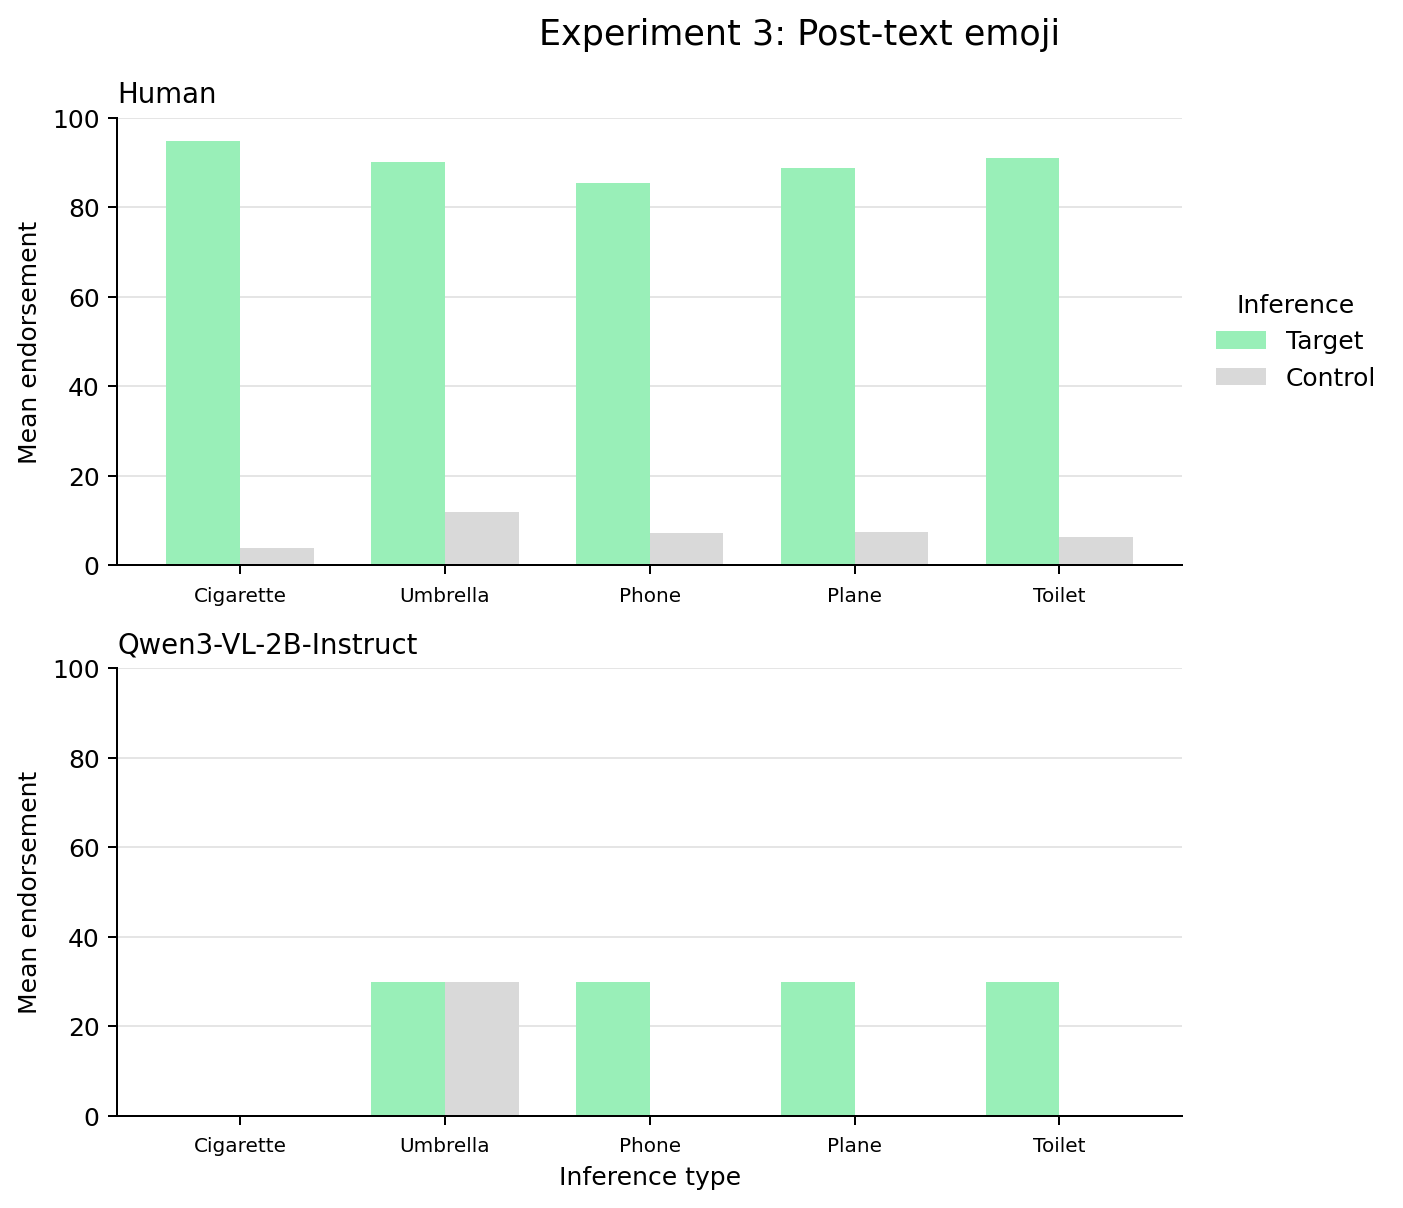 Experiment 3: Post-text emoji
Human
Mean endorsement
100
80
60
40
20
0
Cigarette Umbrella Phone Plane Toilet
Inference
Target
Control
Qwen3-VL-2B-Instruct
Mean endorsement
100
80
60
40
20
0
Cigarette Umbrella Phone Plane Toilet
Inference type